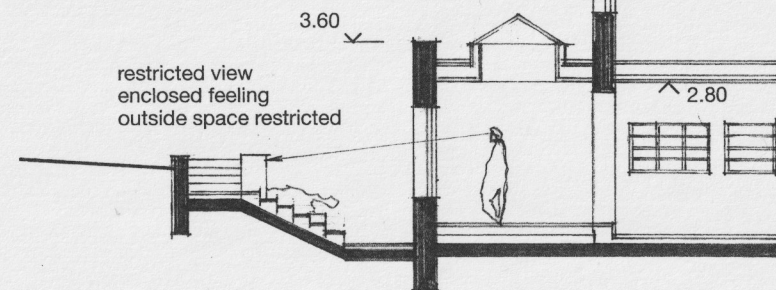 3.60
restricted view
enclosed feeling
outside space restricted
2.80